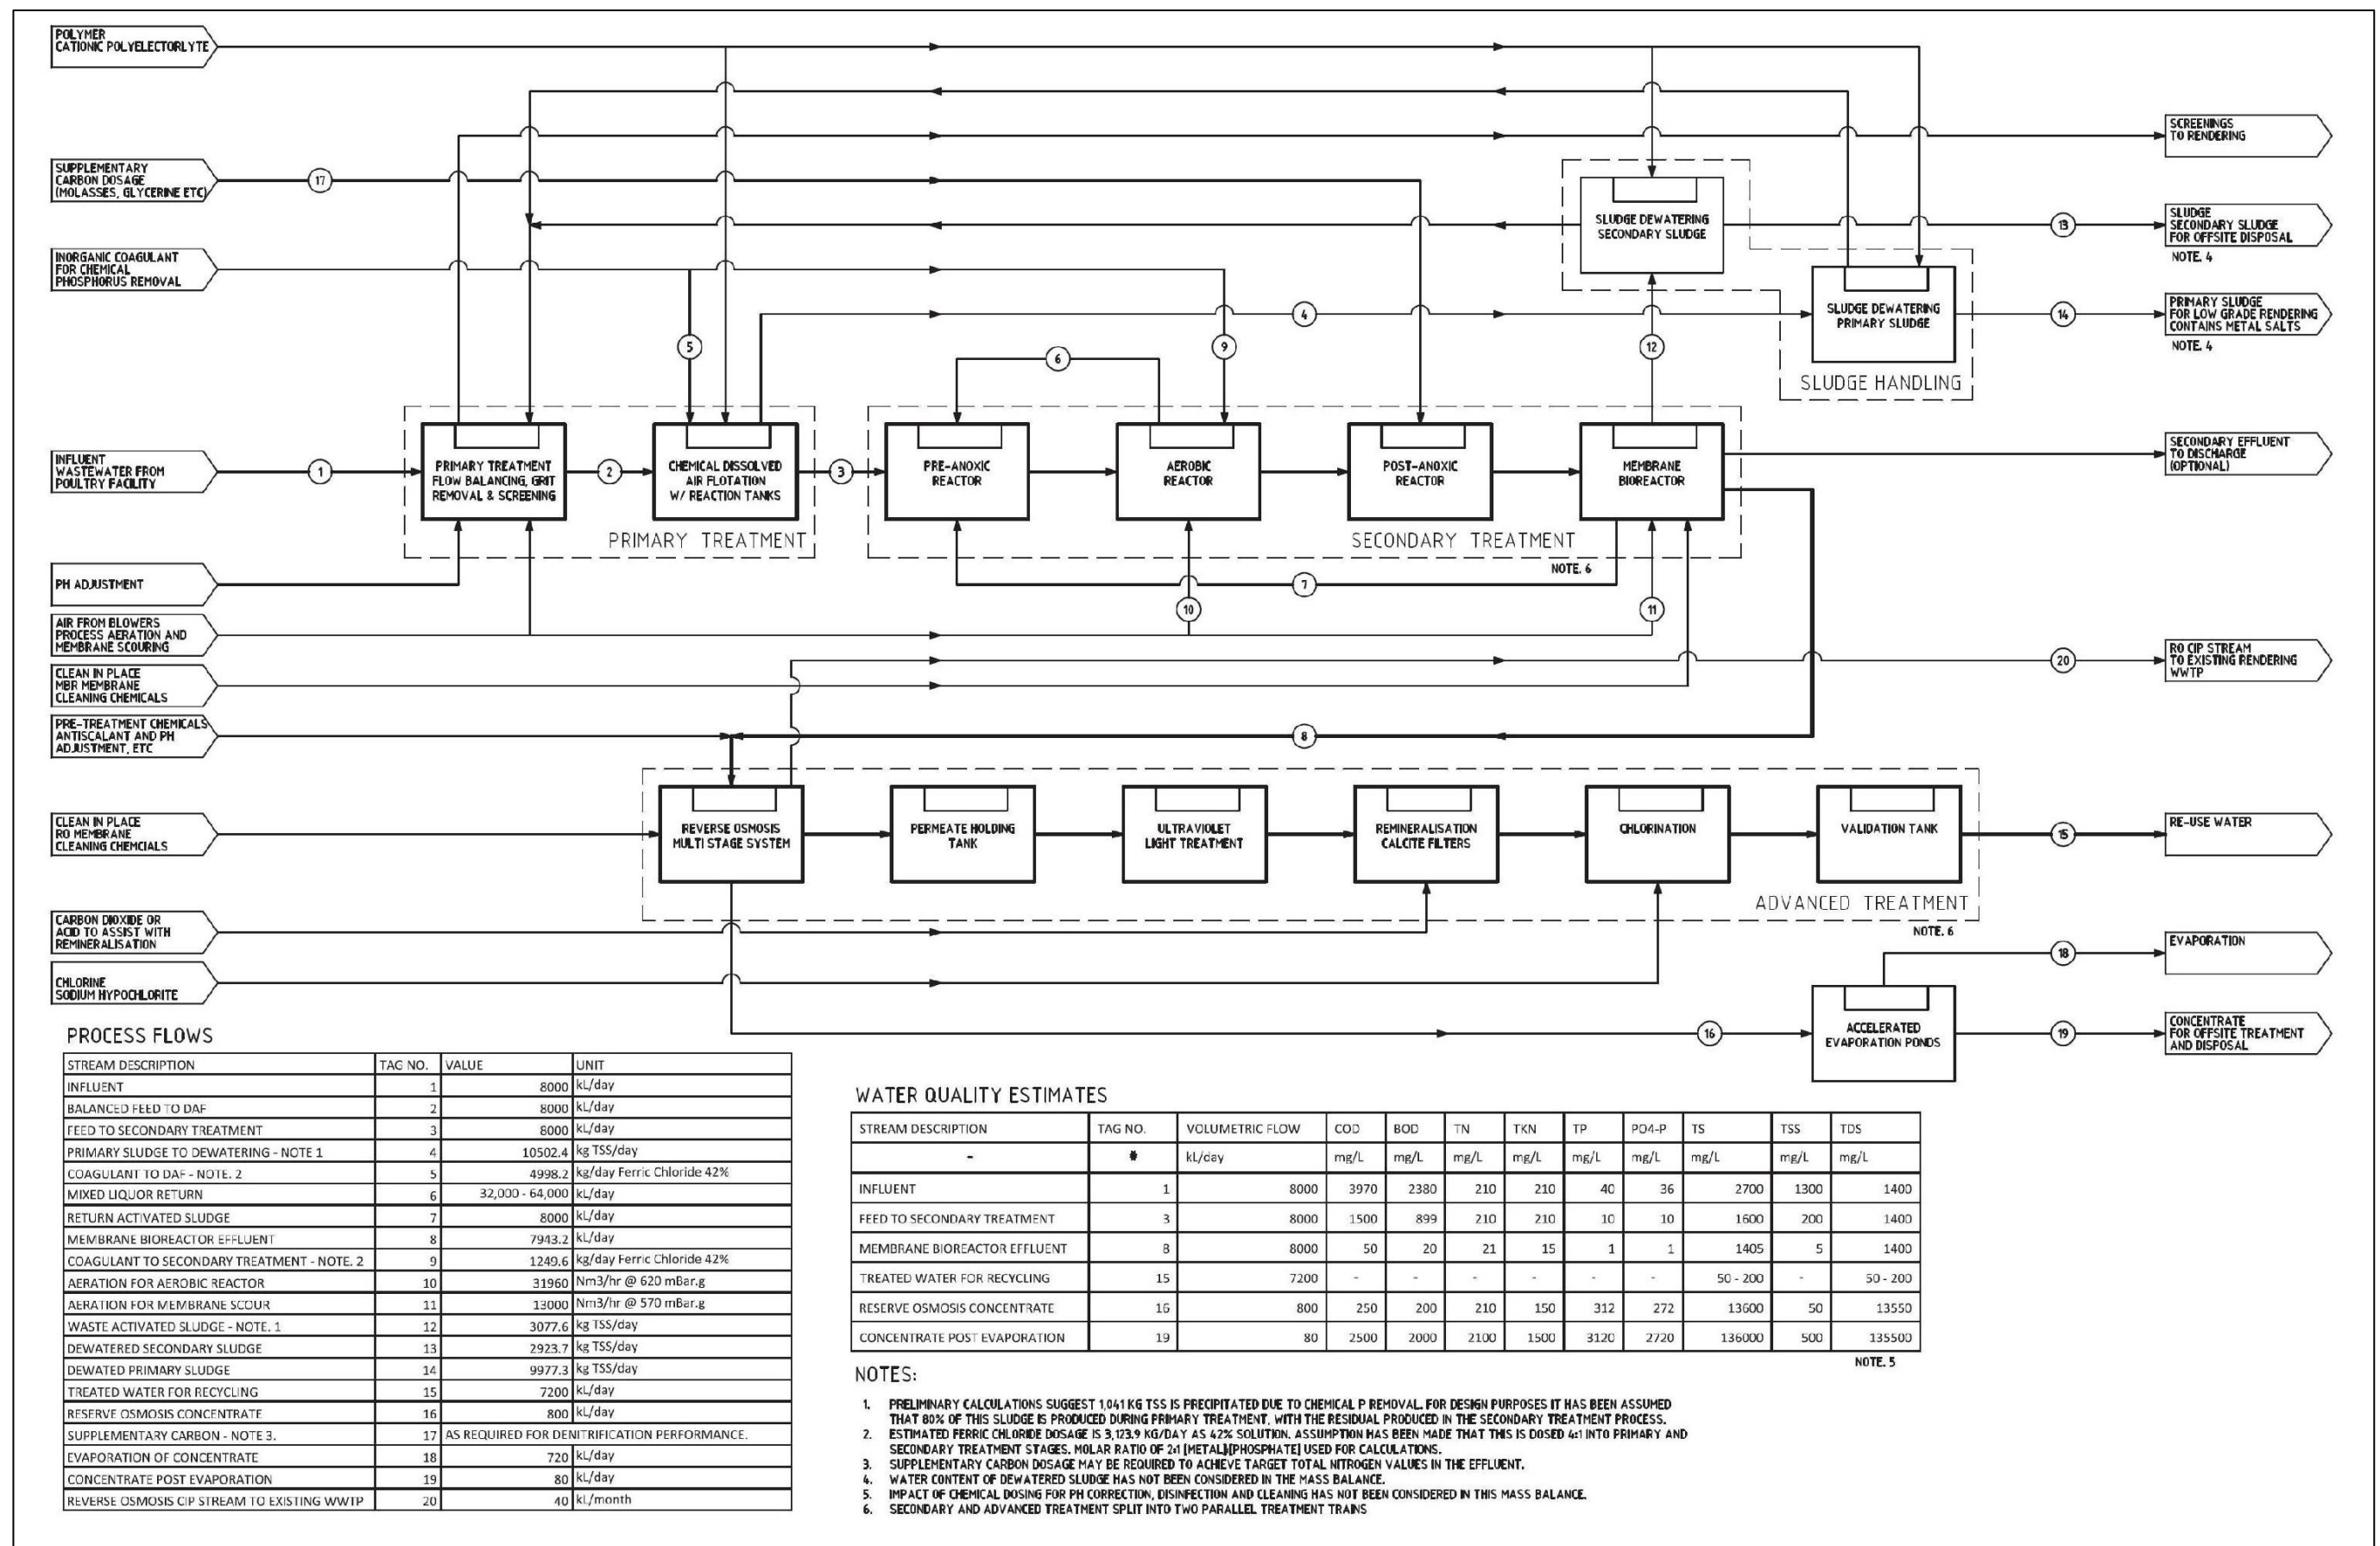 POLYMER
CATIONIC POLYELECTORLYTE
SUPPLEMENTARY
CARBON DOSAGE
(MOLASSES, GLYCERINE ETC)
17
INORGANIC COAGULANT
FOR CHEMICAL
PHOSPHORUS REMOVAL
SCREENINGS
TO RENDERING
SLUDGE DEWATERING
SECONDARY SLUDGE
13
SLUDGE
SECONDARY SLUDGE
FOR OFFSITE DISPOSAL
NOTE. 4
SLUDGE DEWATERING
PRIMARY SLUDGE
SLUDGE HANDLING
14
PRIMARY SLUDGE
FOR LOW GRADE RENDERING
CONTAINS METAL SALTS
NOTE. 4
4
5
9
12
6
INFLUENT
WASTEWATER FROM
POULTRY FACILITY
1
PRIMARY TREATMENT
FLOW BALANCING, GRIT
REMOVAL & SCREENING
2
CHEMICAL DISSOLVED
AIR FLOTATION
W/ REACTION TANKS
PRIMARY TREATMENT
3
PRE-ANOXIC
REACTOR
AEROBIC
REACTOR
POST-ANOXIC
REACTOR
MEMBRANE
BIOREACTOR
SECONDARY TREATMENT
NOTE. 6
SECONDARY EFFLUENT
TO DISCHARGE
(OPTIONAL)
PH ADJUSTMENT
7
10
11
AIR FROM BLOWERS
PROCESS AERATION AND
MEMBRANE SCOURING
CLEAN IN PLACE
MBR MEMBRANE
CLEANING CHEMICALS
20
RO CIP STREAM
TO EXISTING RENDERING
WWTP
PRE-TREATMENT CHEMICALS
ANTISCALANT AND PH
ADJUSTMENT, ETC
8
CLEAN IN PLACE
RO MEMBRANE
CLEANING CHEMCIALS
REVERSE OSMOSIS
MULTI STAGE SYSTEM
PERMEATE HOLDING
TANK
ULTRAVIOLET
LIGHT TREATMENT
REMINERALISATION
CALCITE FILTERS
CHLORINATION
VALIDATION TANK
15
RE-USE WATER
ADVANCED TREATMENT
NOTE. 6
CARBON DIOXIDE OR
ACID TO ASSIST WITH
REMINERALISATION
CHLORINE
SODIUM HYPOCHLORITE
18
EVAPORATION
16
ACCELERATED
EVAPORATION PONDS
19
CONCENTRATE
FOR OFFSITE TREATMENT
AND DISPOSAL
PROCESS FLOWS
STREAM DESCRIPTION TAG NO. VALUE UNIT
INFLUENT 1 8000 kL/day
BALANCED FEED TO DAF 2 8000 kL/day
FEED TO SECONDARY TREATMENT 3 8000 kL/day
PRIMARY SLUDGE TO DEWATERING - NOTE 1 4 10502.4 kg TSS/day
COAGULANT TO DAF - NOTE. 2 5 4998.2 kg/day Ferric Chloride 42%
MIXED LIQUOR RETURN 6 32,000 - 64,000 kL/day
RETURN ACTIVATED SLUDGE 7 8000 kL/day
MEMBRANE BIOREACTOR EFFLUENT 8 7943.2 kL/day
COAGULANT TO SECONDARY TREATMENT - NOTE. 2 9 1249.6 kg/day Ferric Chloride 42%
AERATION FOR AEROBIC REACTOR 10 31960 Nm3/hr @ 620 mBar.g
AERATION FOR MEMBRANE SCOUR 11 13000 Nm3/hr @ 570 mBar.g
WASTE ACTIVATED SLUDGE - NOTE. 1 12 3077.6 kg TSS/day
DEWATERED SECONDARY SLUDGE 13 2923.7 kg TSS/day
DEWATED PRIMARY SLUDGE 14 9977.3 kg TSS/day
TREATED WATER FOR RECYCLING 15 7200 kL/day
RESERVE OSMOSIS CONCENTRATE 16 800 kL/day
SUPPLEMENTARY CARBON - NOTE 3. 17 AS REQUIRED FOR DENITRIFICATION PERFORMANCE.
EVAPORATION OF CONCENTRATE 18 720 kL/day
CONCENTRATE POST EVAPORATION 19 80 kL/day
REVERSE OSMOSIS CIP STREAM TO EXISTING WWTP 20 40 kL/month
WATER QUALITY ESTIMATES
STREAM DESCRIPTION TAG NO. VOLUMETRIC FLOW COD BOD TN TKN TP PO4-P TS TSS TDS
- # kL/day mg/L mg/L mg/L mg/L mg/L mg/L mg/L mg/L mg/L
INFLUENT 1 8000 3970 2380 210 210 40 36 2700 1300 1400
FEED TO SECONDARY TREATMENT 3 8000 1500 899 210 210 10 10 1600 200 1400
MEMBRANE BIOREACTOR EFFLUENT 8 8000 50 20 21 15 1 1 1405 5 1400
TREATED WATER FOR RECYCLING 15 7200 - - - - - - 50 - 200 - 50 - 200
RESERVE OSMOSIS CONCENTRATE 16 800 250 200 210 150 312 272 13600 50 13550
CONCENTRATE POST EVAPORATION 19 80 2500 2000 2100 1500 3120 2720 136000 500 135500
NOTE. 5
NOTES:
1. PRELIMINARY CALCULATIONS SUGGEST 1,041 KG TSS IS PRECIPITATED DUE TO CHEMICAL P REMOVAL. FOR DESIGN PURPOSES IT HAS BEEN ASSUMED
THAT 80% OF THIS SLUDGE IS PRODUCED DURING PRIMARY TREATMENT, WITH THE RESIDUAL PRODUCED IN THE SECONDARY TREATMENT PROCESS.
2. ESTIMATED FERRIC CHLORIDE DOSAGE IS 3,123.9 KG/DAY AS 42% SOLUTION. ASSUMPTION HAS BEEN MADE THAT THIS IS DOSED 4:1 INTO PRIMARY AND
SECONDARY TREATMENT STAGES. MOLAR RATIO OF 2:1 [METAL]:[PHOSPHATE] USED FOR CALCULATIONS.
3. SUPPLEMENTARY CARBON DOSAGE MAY BE REQUIRED TO ACHIEVE TARGET TOTAL NITROGEN VALUES IN THE EFFLUENT.
4. WATER CONTENT OF DEWATERED SLUDGE HAS NOT BEEN CONSIDERED IN THE MASS BALANCE.
5. IMPACT OF CHEMICAL DOSING FOR PH CORRECTION, DISINFECTION AND CLEANING HAS NOT BEEN CONSIDERED IN THIS MASS BALANCE.
6. SECONDARY AND ADVANCED TREATMENT SPLIT INTO TWO PARALLEL TREATMENT TRAINS